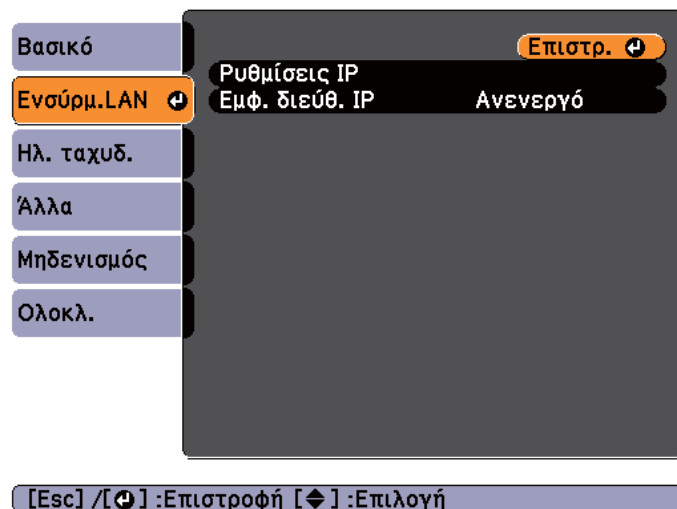 Βασικό
Ενσύρμ.LAN
Ηλ. ταχυδ.
Άλλα
Μηδενισμός
Ολοκλ.
Επιστρ.
Ρυθμίσεις IP
Εμφ. διεύθ. IP Ανενεργό
[Esc] /[⏎] :Επιστροφή [◆] :Επιλογή